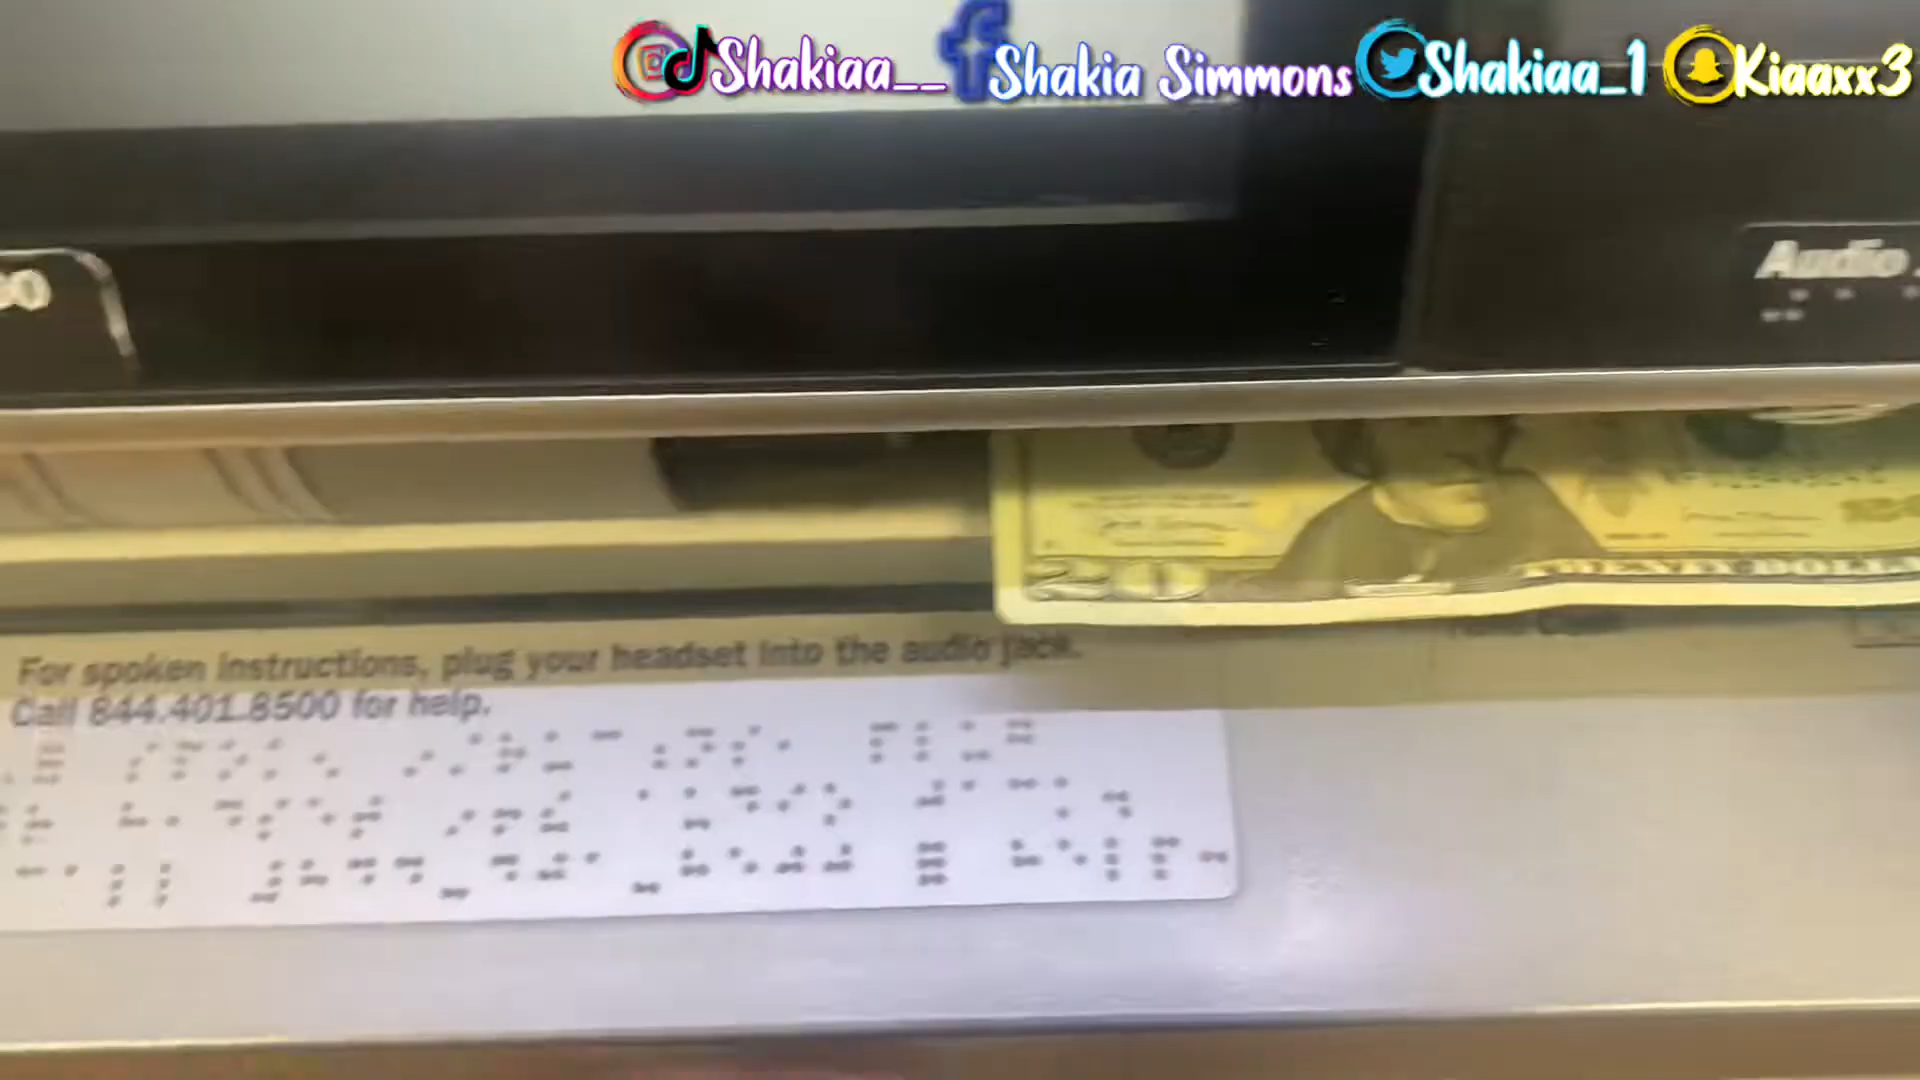 Shakiaa__ Shakia Simmons Shakiaa_1 Kiaaxx3
Audio
20
TWENTY DOLL
For spoken instructions, plug your headset into the audio jack.
Call 844.401.8500 for help.